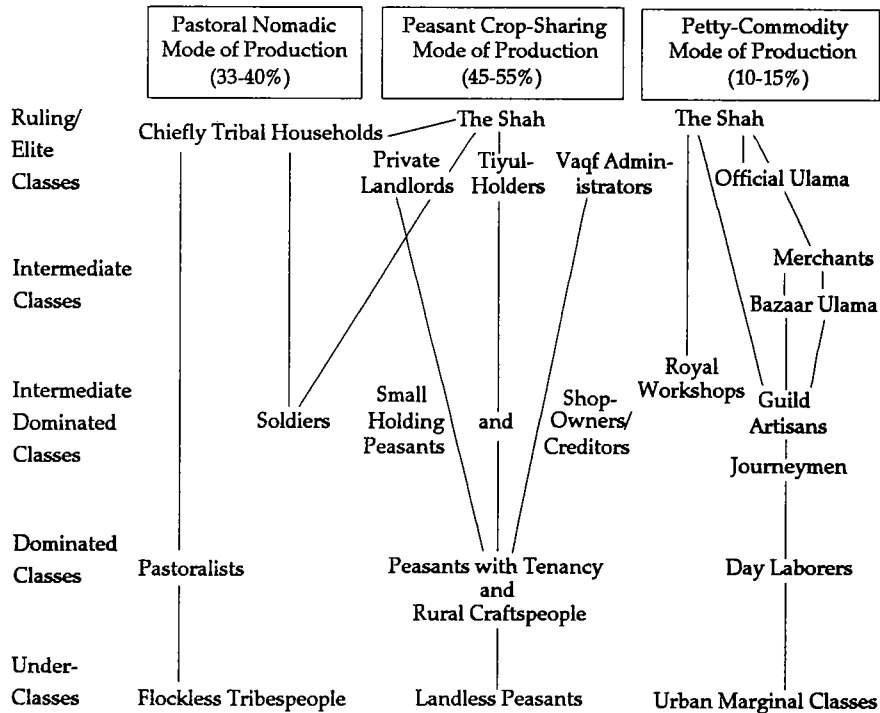 Pastoral Nomadic
Mode of Production
(33-40%)
Peasant Crop-Sharing
Mode of Production
(45-55%)
Petty-Commodity
Mode of Production
(10-15%)
Ruling/
Elite
Classes
Chiefly Tribal Households
The Shah
Private
Landlords
Tiyul-
Holders
Vaqf Admin-
istrators
The Shah
Official Ulama
Intermediate
Classes
Merchants
Bazaar Ulama
Intermediate
Dominated
Classes
Soldiers
Small
Holding
Peasants
and
Shop-
Owners/
Creditors
Royal
Workshops
Guild
Artisans
Journeymen
Dominated
Classes
Pastoralists
Peasants with Tenancy
and
Rural Craftspeople
Day Laborers
Under-
Classes
Flockless Tribespeople
Landless Peasants
Urban Marginal Classes